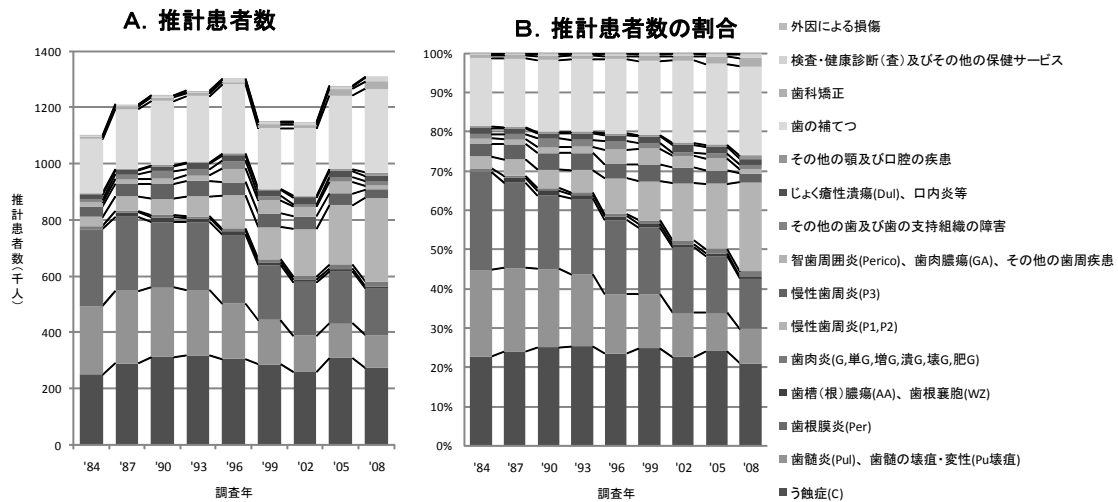 A. 推計患者数
B. 推計患者数の割合
推計患者数(千人)
1400
1200
1000
800
600
400
200
0
'84 '87 '90 '93 '96 '99 '02 '05 '08
調査年
100%
90%
80%
70%
60%
50%
40%
30%
20%
10%
0%
'84 '87 '90 '93 '96 '99 '02 '05 '08
調査年
外因による損傷
検査・健康診断(査)及びその他の保健サービス
歯科矯正
歯の補てつ
その他の顎及び口腔の疾患
じょく瘡性潰瘍(Dul)、口内炎等
その他の歯及び歯の支持組織の障害
智歯周囲炎(Perico)、歯肉膿瘍(GA)、その他の歯周疾患
慢性歯周炎(P3)
慢性歯周炎(P1,P2)
歯肉炎(G,単G,増G,潰G,壊G,肥G)
歯槽(根)膿瘍(AA)、歯根嚢胞(WZ)
歯根膜炎(Per)
歯髄炎(Pul)、歯髄の壊疽・変性(Pu壊疽)
う蝕症(C)